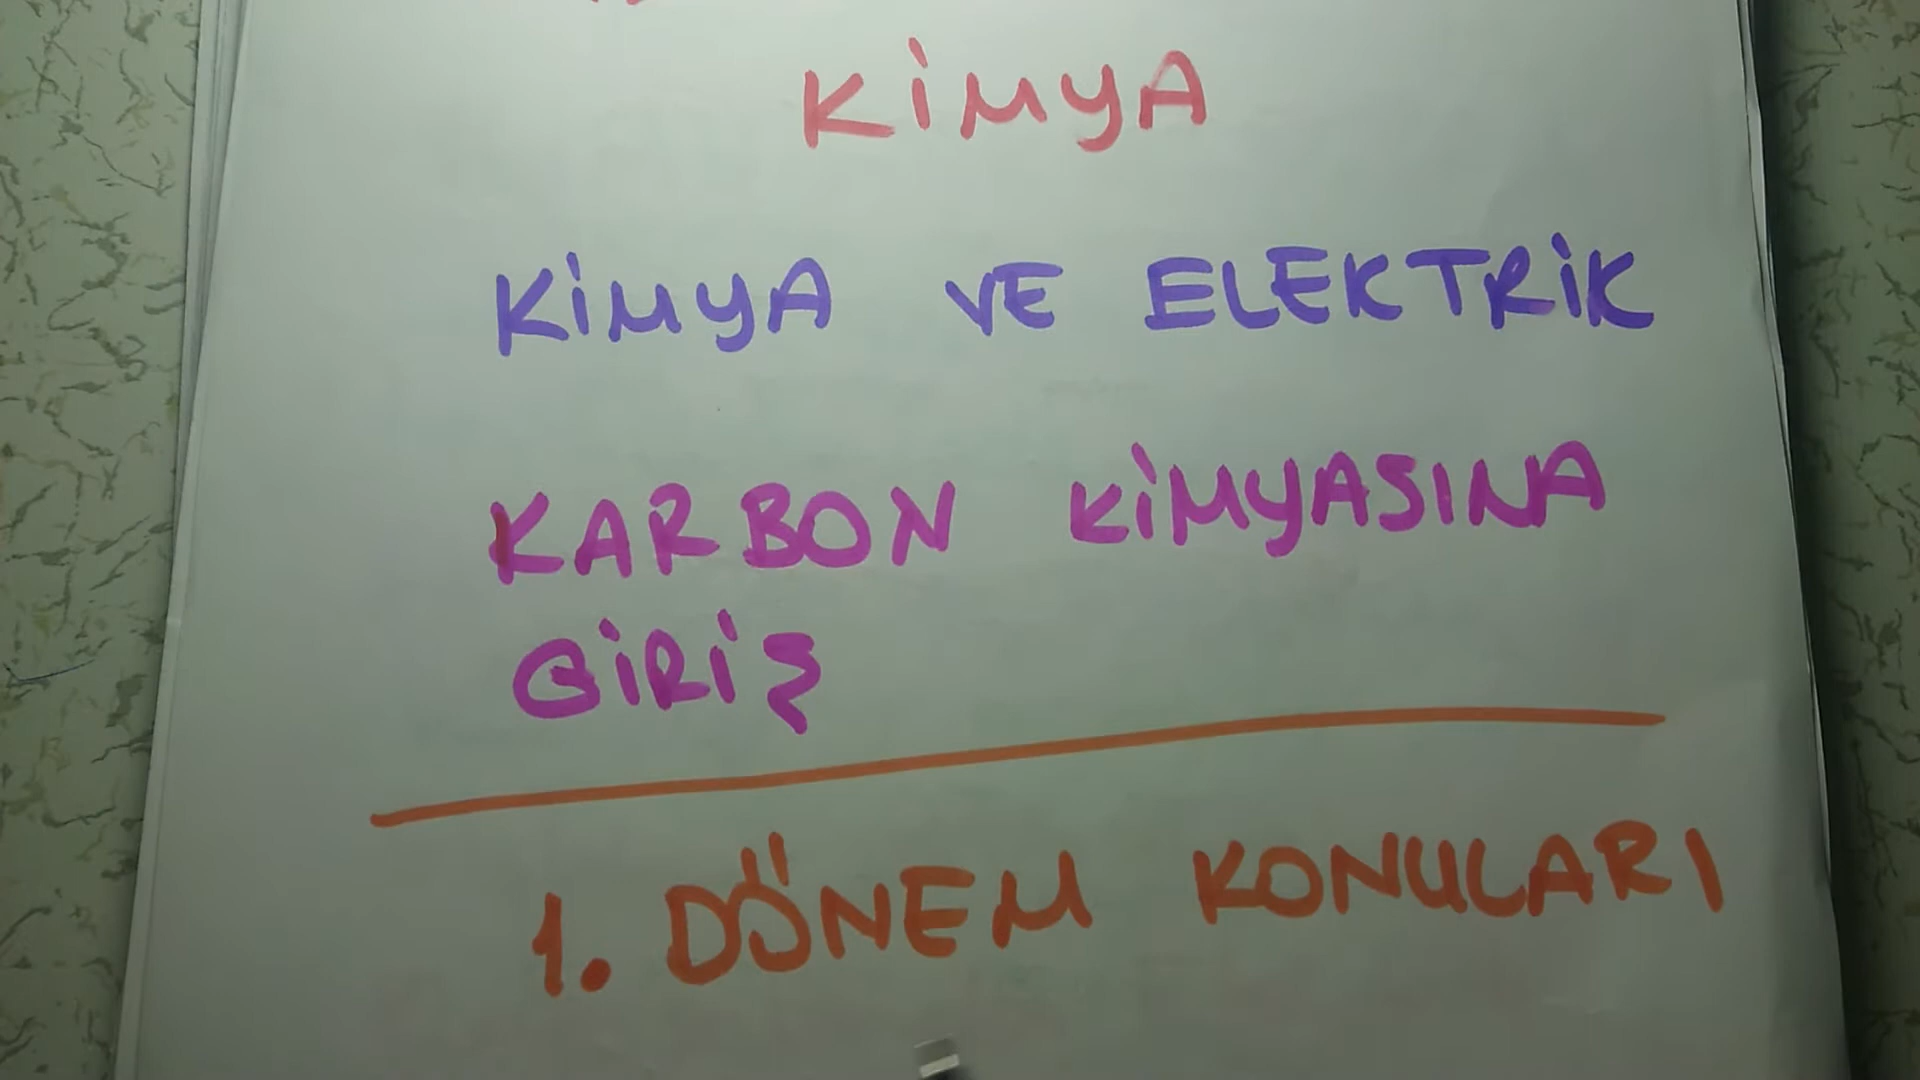 KİMYA
KİMYA VE ELEKTRİK
KARBON KİMYASINA
GİRİŞ
1. DÖNEM KONULARI